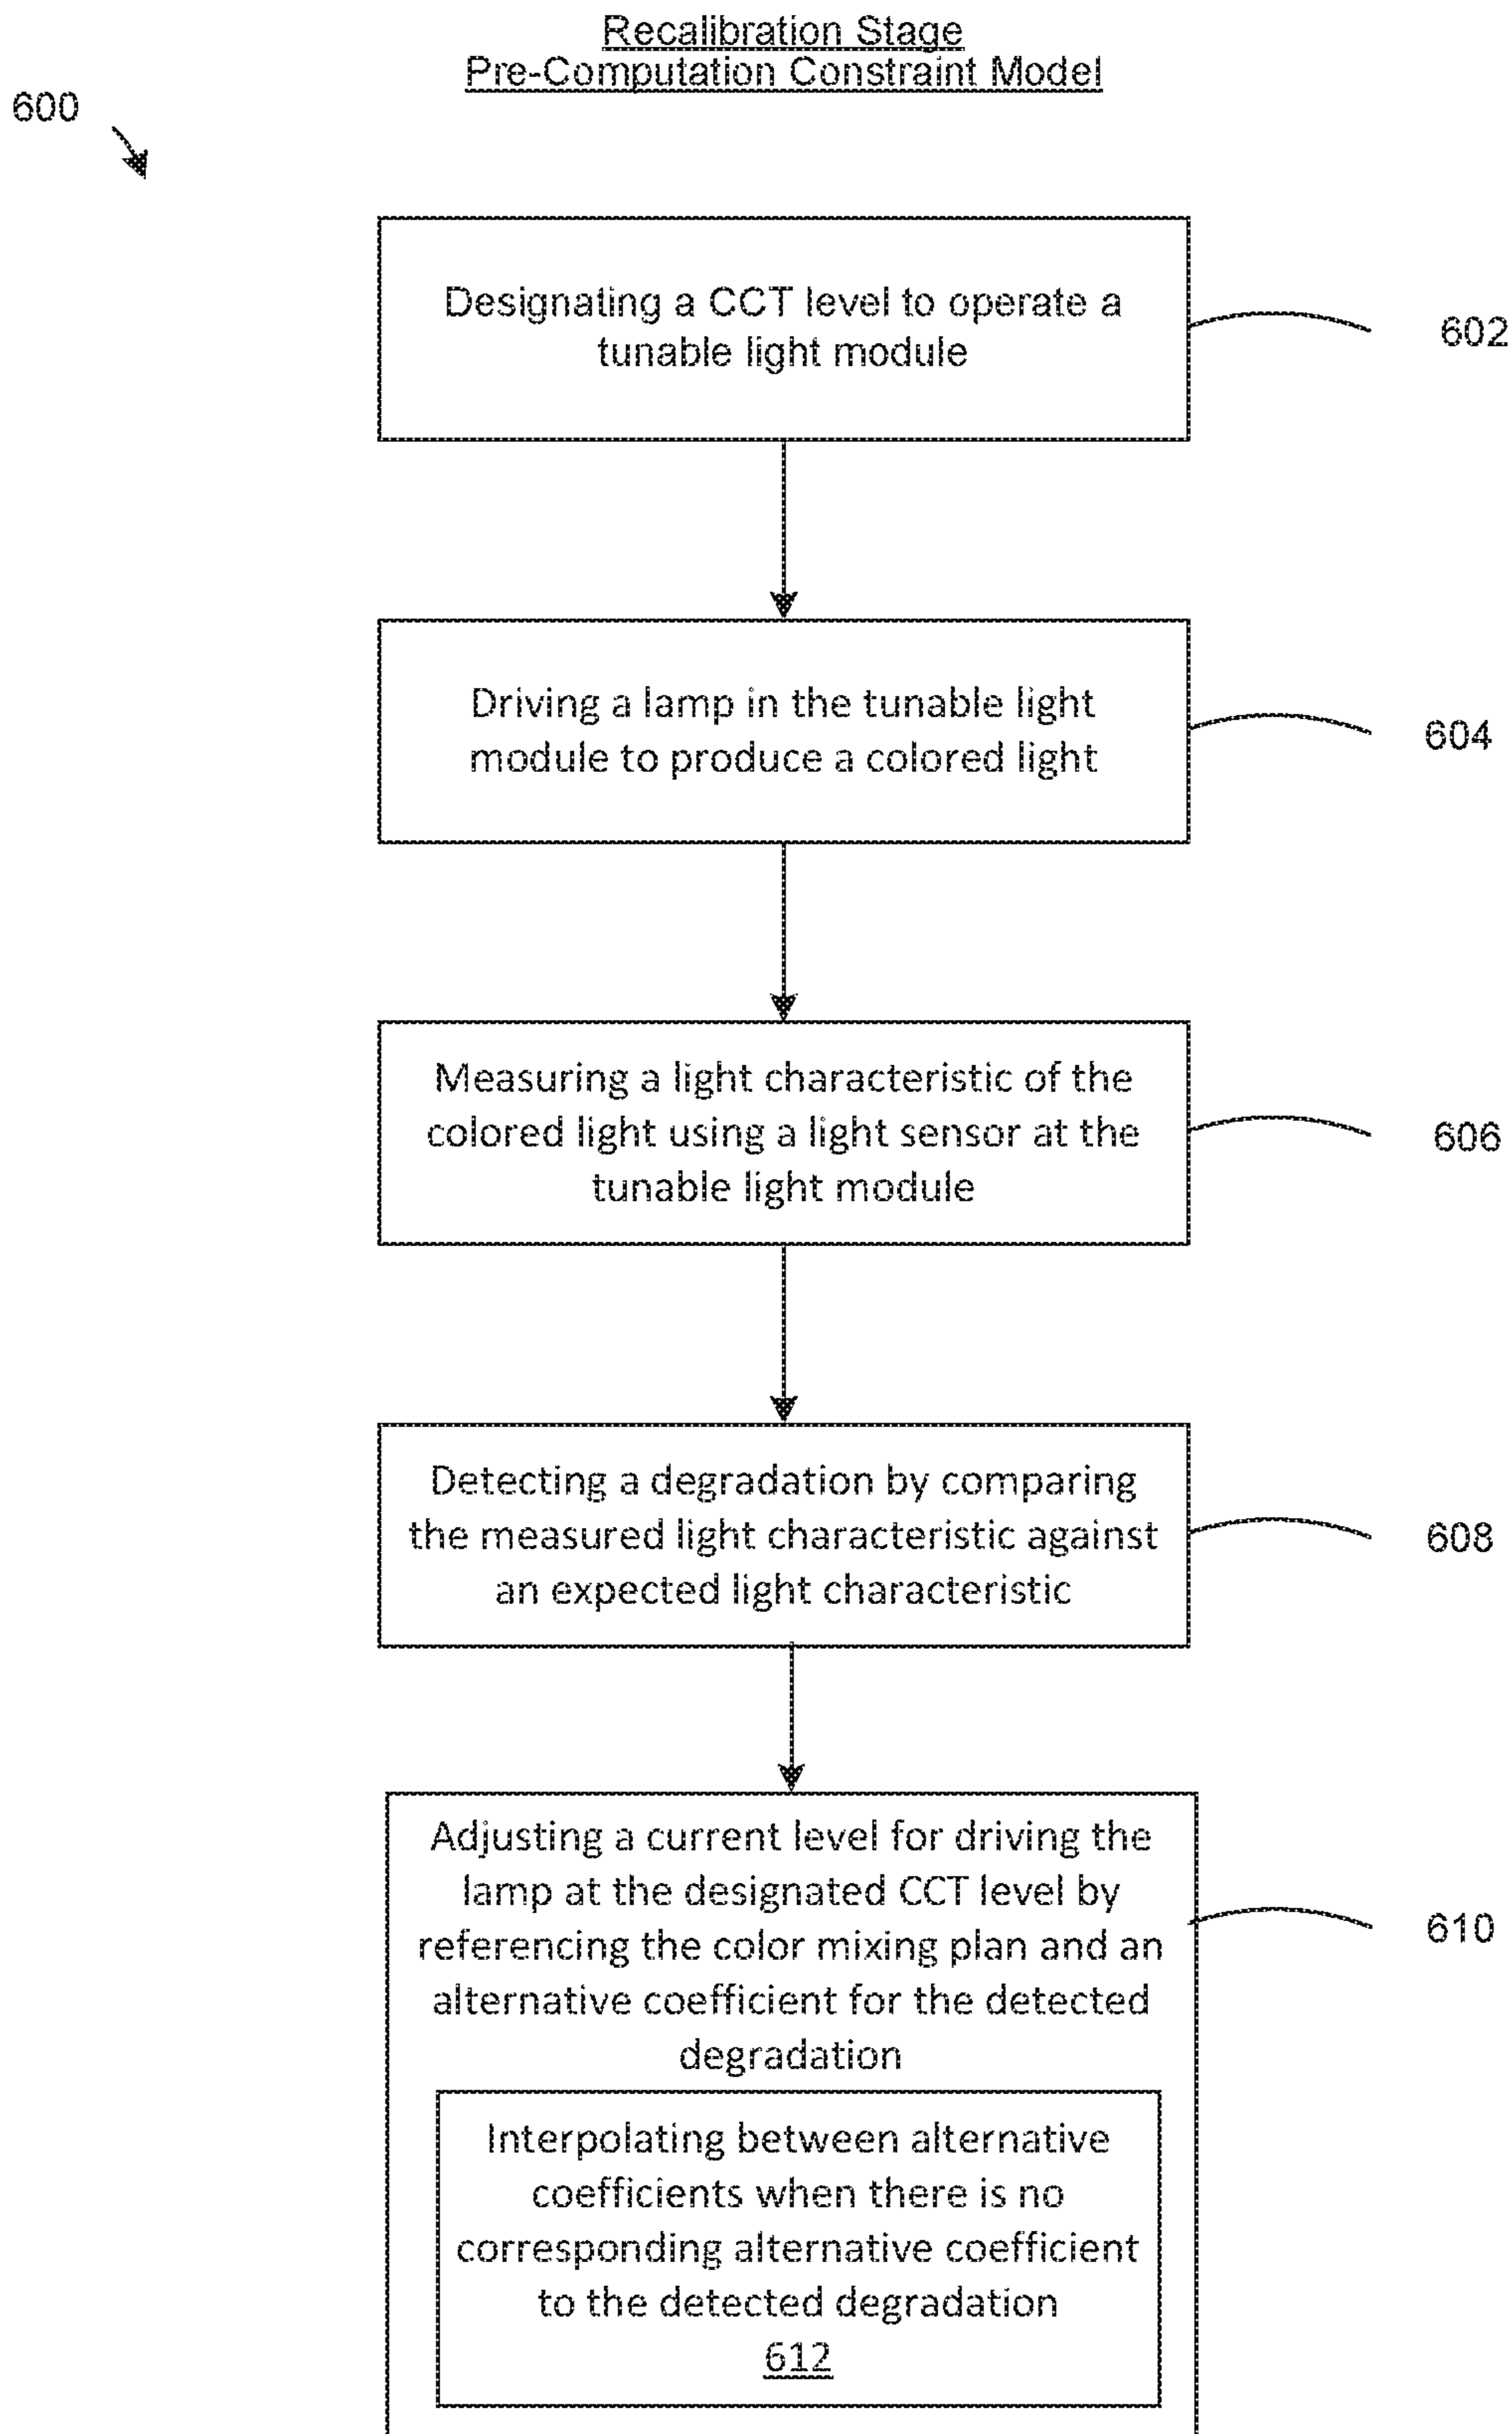 Recalibration Stage
Pre-Computation Constraint Model
600
Designating a CCT level to operate a
tunable light module
602
Driving a lamp in the tunable light
module to produce a colored light
604
Measuring a light characteristic of the
colored light using a light sensor at the
tunable light module
606
Detecting a degradation by comparing
the measured light characteristic against
an expected light characteristic
608
Adjusting a current level for driving the
lamp at the designated CCT level by
referencing the color mixing plan and an
alternative coefficient for the detected
degradation
610
Interpolating between alternative
coefficients when there is no
corresponding alternative coefficient
to the detected degradation
612